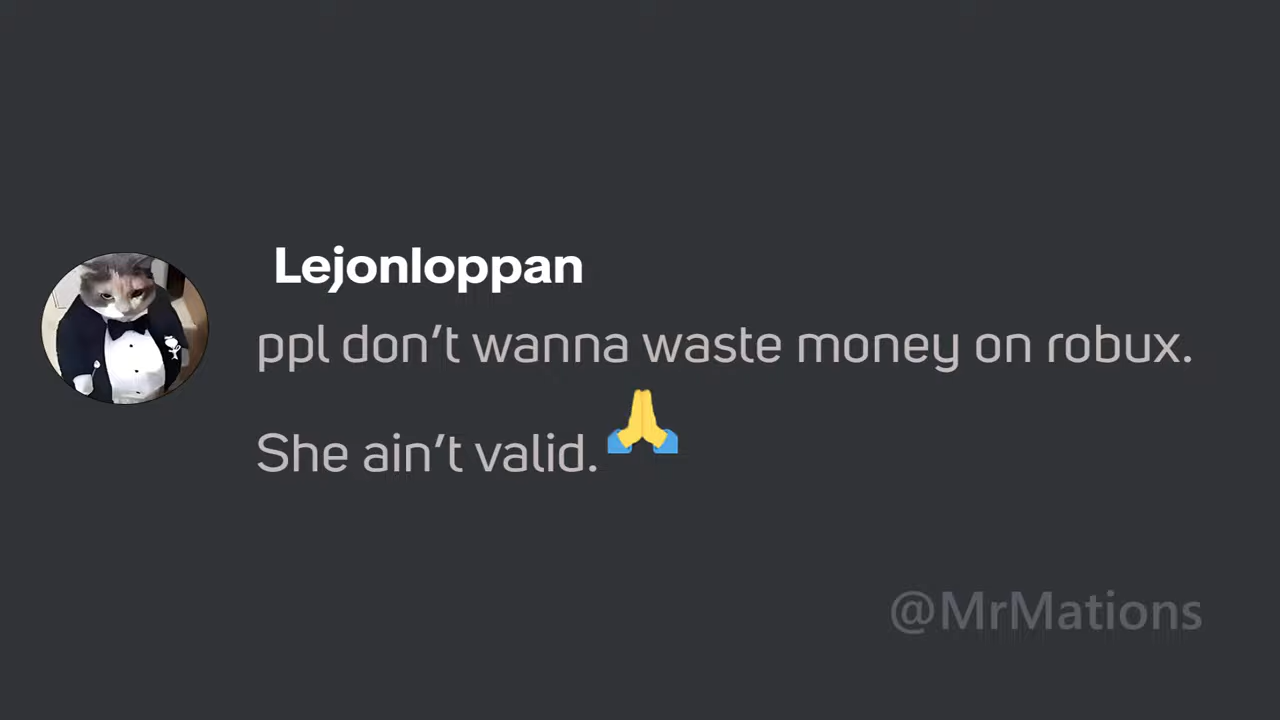 Lejonloppan
ppl don't wanna waste money on robux.
She ain't valid. 🙏
@MrMations